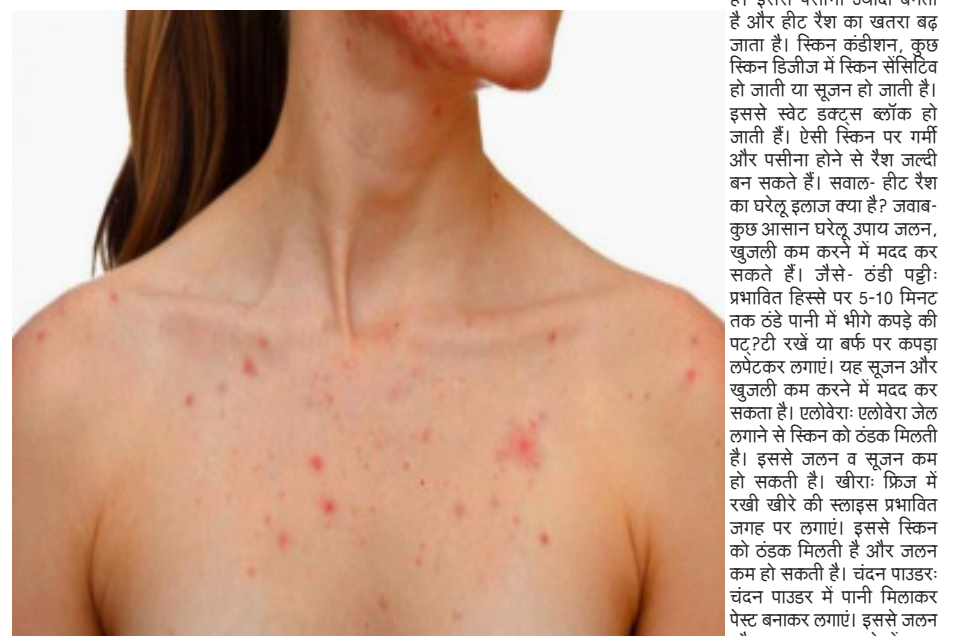 है और हीट रैश का खतरा बढ़
जाता है। स्किन कंडीशन, कुछ
स्किन डिजीज में स्किन सेंसिटिव
हो जाती या सूजन हो जाती है।
इससे स्वेट डक्ट्स ब्लॉक हो
जाती हैं। ऐसी स्किन पर गर्मी
और पसीना होने से रैश जल्दी
बन सकते हैं। सवाल- हीट रैश
का घरेलू इलाज क्या है? जवाब-
कुछ आसान घरेलू उपाय जलन,
खुजली कम करने में मदद कर
सकते हैं। जैसे- ठंडी पट्टीः
प्रभावित हिस्से पर 5-10 मिनट
तक ठंडे पानी में भीगे कपड़े की
पट्?टी रखें या बर्फ पर कपड़ा
लपेटकर लगाएं। यह सूजन और
खुजली कम करने में मदद कर
सकता है। एलोवेराः एलोवेरा जेल
लगाने से स्किन को ठंडक मिलती
है। इससे जलन व सूजन कम
हो सकती है। खीराः फ्रिज में
रखी खीरे की स्लाइस प्रभावित
जगह पर लगाएं। इससे स्किन
को ठंडक मिलती है और जलन
कम हो सकती है। चंदन पाउडरः
चंदन पाउडर में पानी मिलाकर
पेस्ट बनाकर लगाएं। इससे जलन